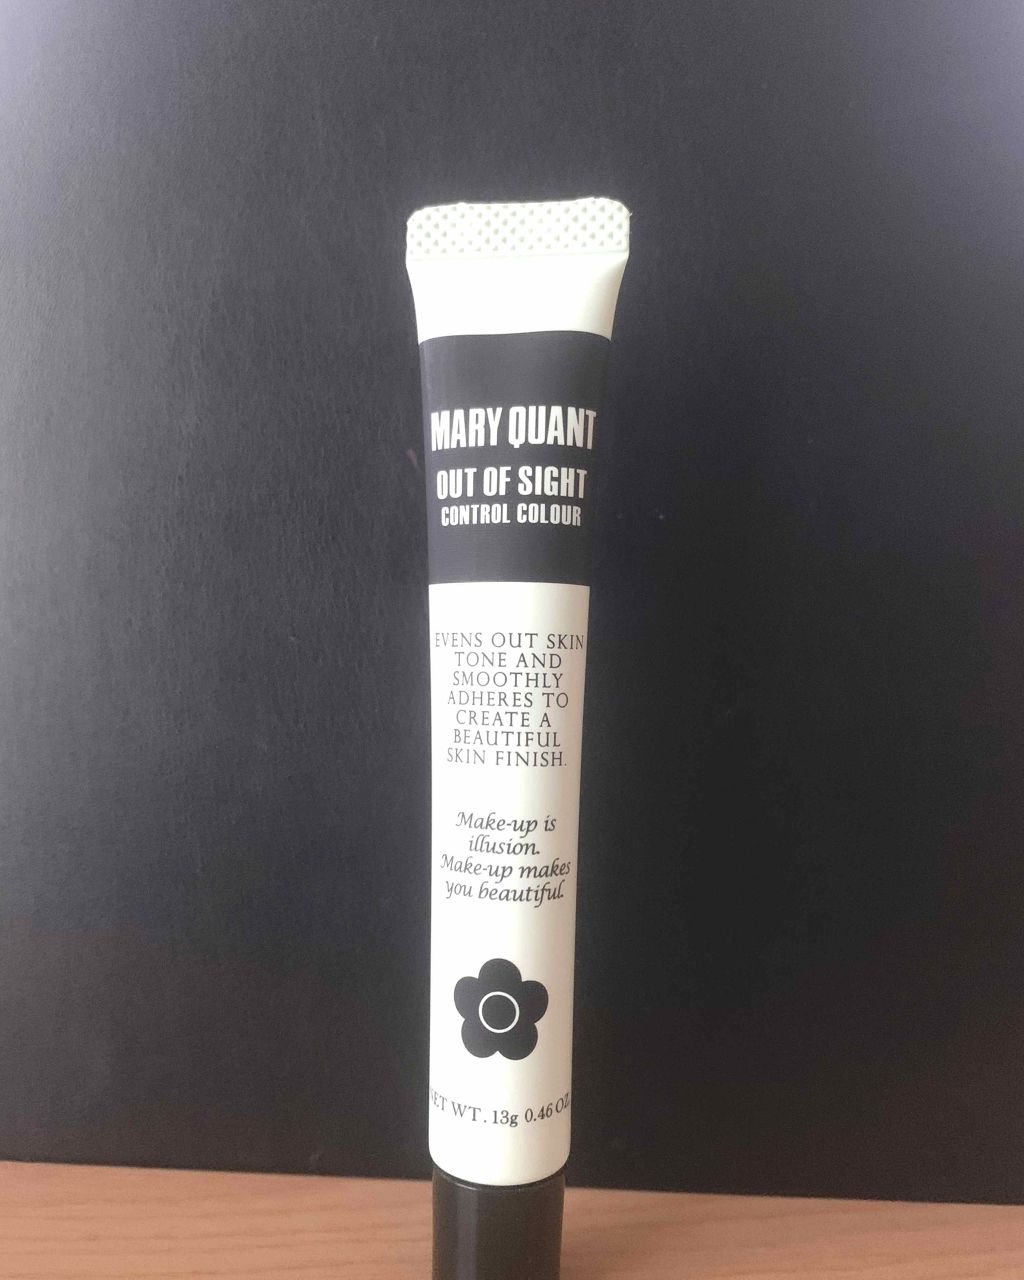 MARY QUANT
OUT OF SIGHT
CONTROL COLOUR
EVENS OUT SKIN
TONE AND
SMOOTHLY
ADHERES TO
CREATE A
BEAUTIFUL
SKIN FINISH.
Make-up is
illusion.
Make-up makes
you beautiful.
NET WT. 13g 0.46 OZ.